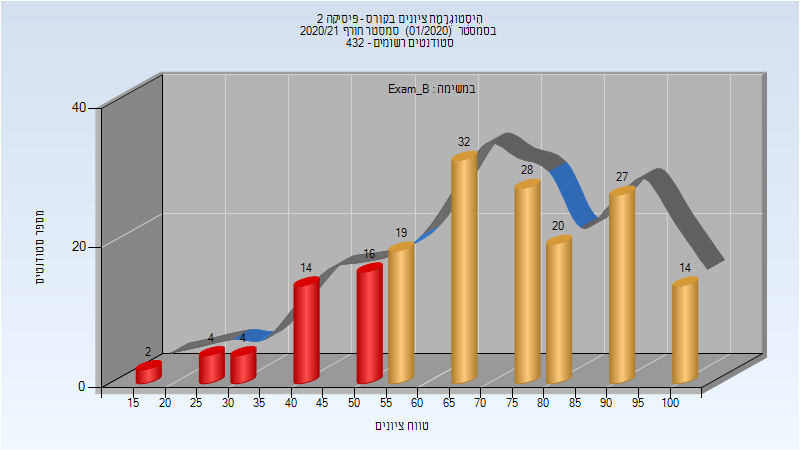 היסטוגרמת ציונים בקורס - פיסיקה 2
בסמסטר (01/2020) סמסטר חורף 2020/21
סטודנטים רשומים - 432
במשימה : Exam_B
מספר סטודנטים
40
20
0
2
4
4
14
16
19
32
28
20
27
14
15 20 25 30 35 40 45 50 55 60 65 70 75 80 85 90 95 100
טווח ציונים